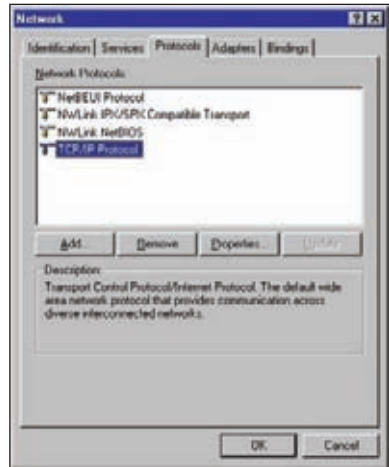 Network
Identification Services Protocols Adapters Bindings
Network Protocols:
NetBEUI Protocol
NWLink IPX/SPX Compatible Transport
NWLink NetBIOS
TCP/IP Protocol
Add... Remove Properties... Update
Description:
Transport Control Protocol/Internet Protocol. The default wide
area network protocol that provides communication across
diverse interconnected networks.
OK Cancel